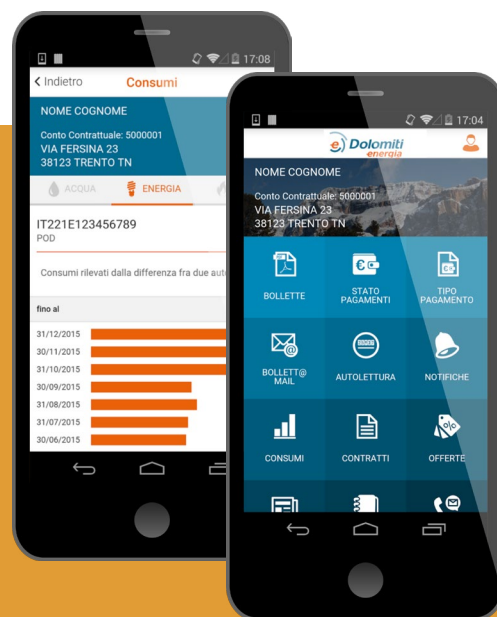 17:08
Indietro
Consumi
NOME COGNOME
Conto Contrattuale: 5000001
VIA FERSINA 23
38123 TRENTO TN
ACQUA
ENERGIA
IT221E123456789
POD
Consumi rilevati dalla differenza fra due
fino al
31/12/2015
30/11/2015
31/10/2015
30/09/2015
31/08/2015
31/07/2015
30/06/2015
17:04
Dolomiti
energia
NOME COGNOME
Conto Contrattuale: 5000001
VIA FERSINA 23
38123 TRENTO TN
BOLLETTE
STATO
PAGAMENTI
TIPO
PAGAMENTO
BOLLETT@
MAIL
AUTOLETTURA
NOTIFICHE
CONSUMI
CONTRATTI
OFFERTE